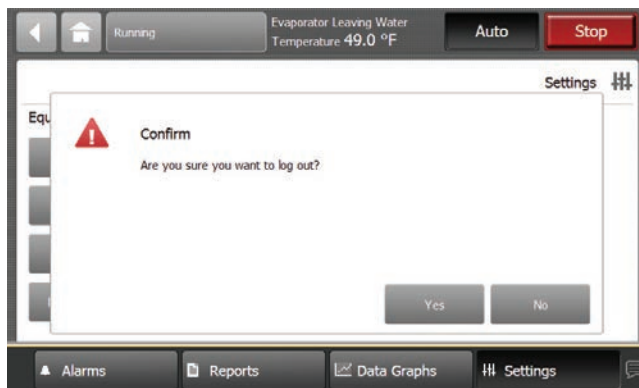 Running
Evaporator Leaving Water
Temperature 49.0 °F
Auto
Stop
Settings
Equ
Confirm
Are you sure you want to log out?
Yes
No
Alarms
Reports
Data Graphs
Settings